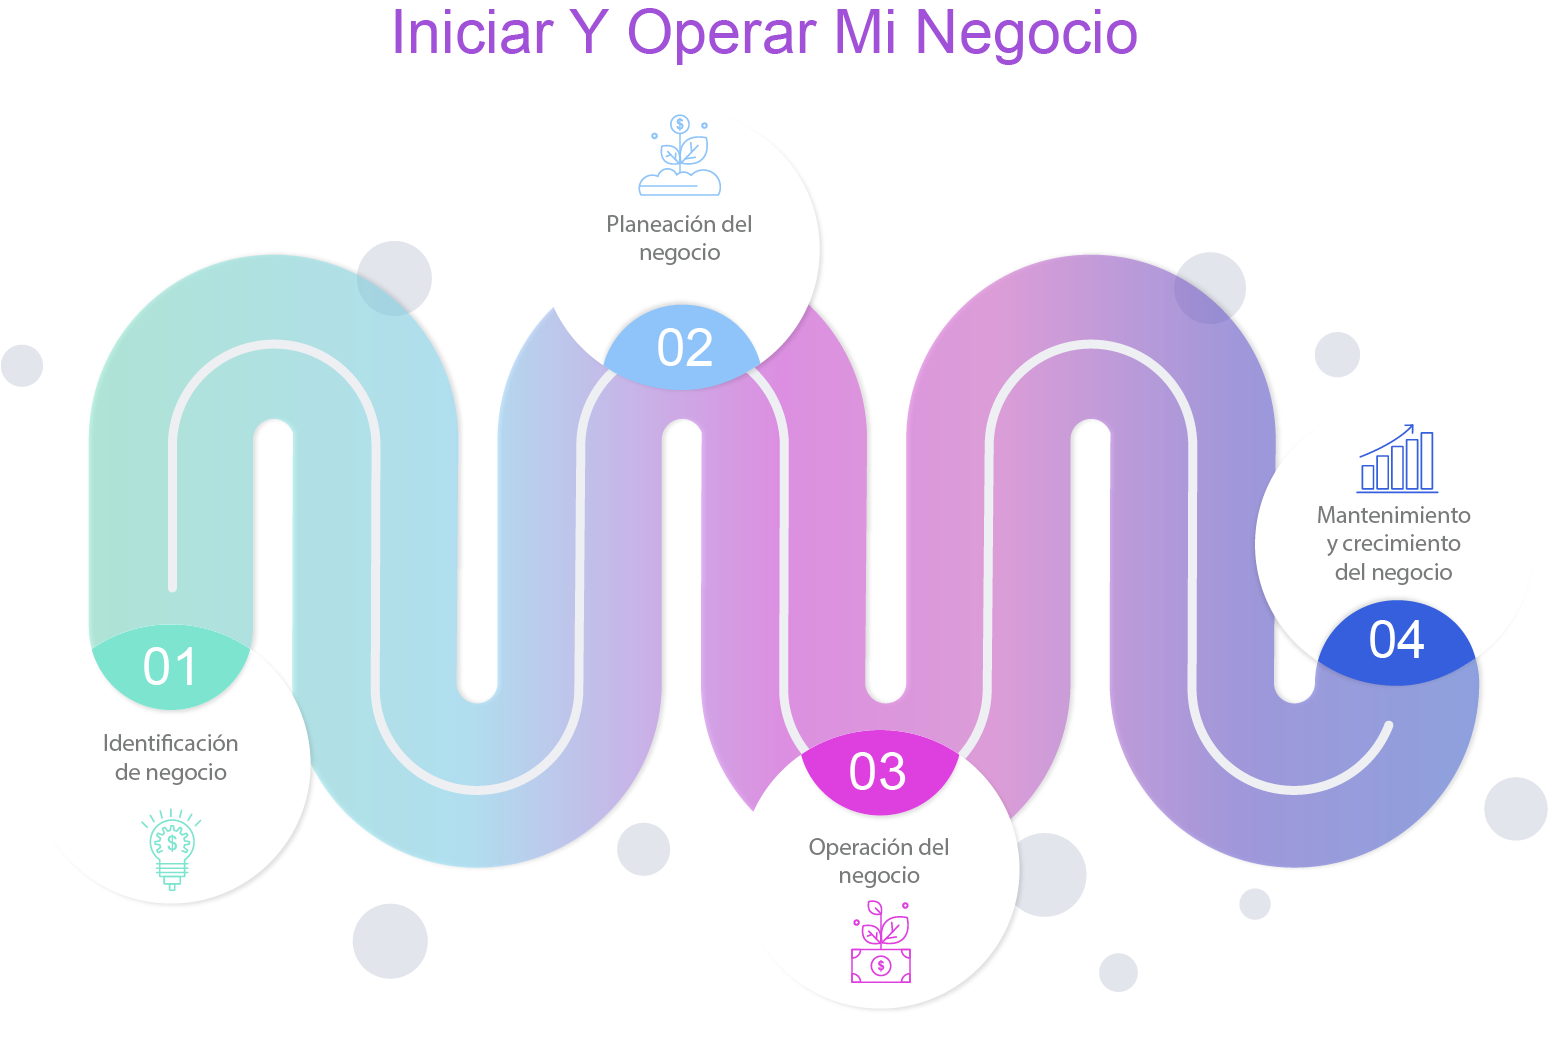 Iniciar Y Operar Mi Negocio
01
Identificación
de negocio
$
$
Planeación del
negocio
02
03
Operación del
negocio
$
Mantenimiento
y crecimiento
del negocio
04